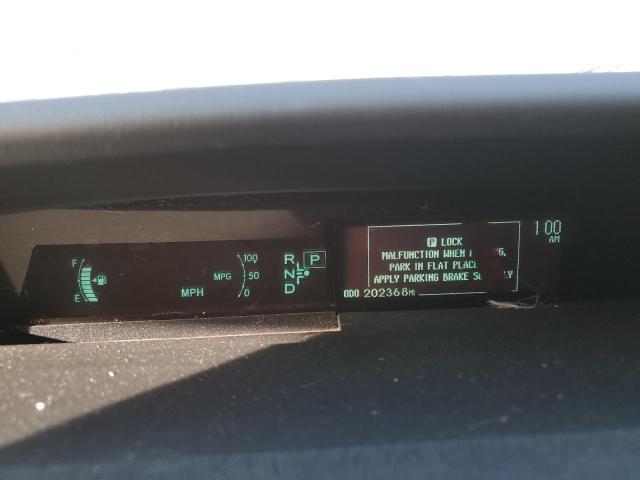 F
E
MPH
MPG
100
50
0
R
N
D
P
P LOCK
MALFUNCTION WHEN
PARK IN FLAT PLACE
APPLY PARKING BRAKE
ODO 202368MI
1:00
AM